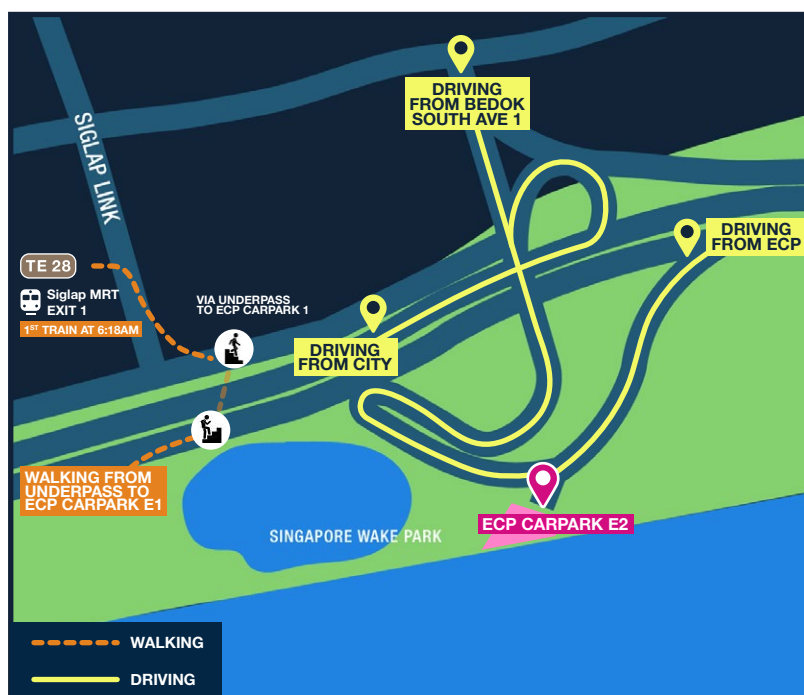 DRIVING
FROM BEDOK
SOUTH AVE 1
SIGLAP LINK
DRIVING
FROM ECP
TE 28
Siglap MRT
EXIT 1
1ST TRAIN AT 6:18AM
VIA UNDERPASS
TO ECP CARPARK 1
DRIVING
FROM CITY
WALKING FROM
UNDERPASS TO
ECP CARPARK E1
SINGAPORE WAKE PARK
ECP CARPARK E2
WALKING
DRIVING